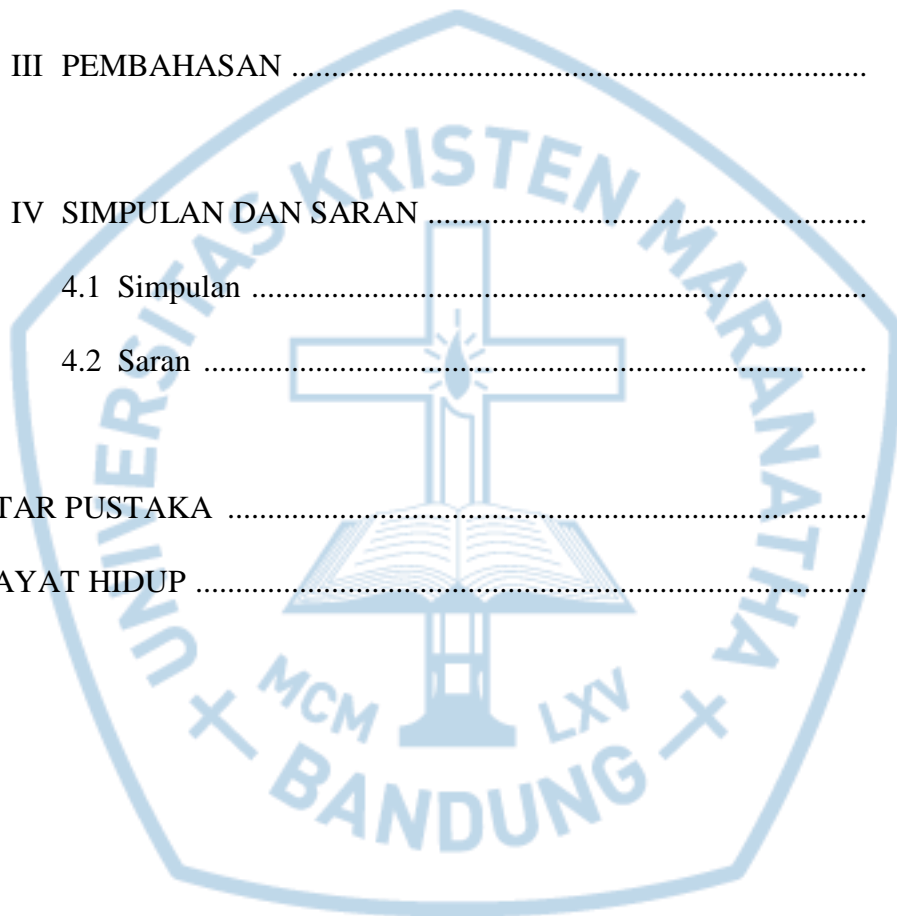 III PEMBAHASAN ..............................................................................
IV SIMPULAN DAN SARAN ............................................................
4.1 Simpulan ....................................................................................
4.2 Saran ..........................................................................................
TAR PUSTAKA .......................................................................................
AYAT HIDUP ...........................................................................................
UNIVERSITAS KRISTEN MARANATHA
MCM LXV
BANDUNG